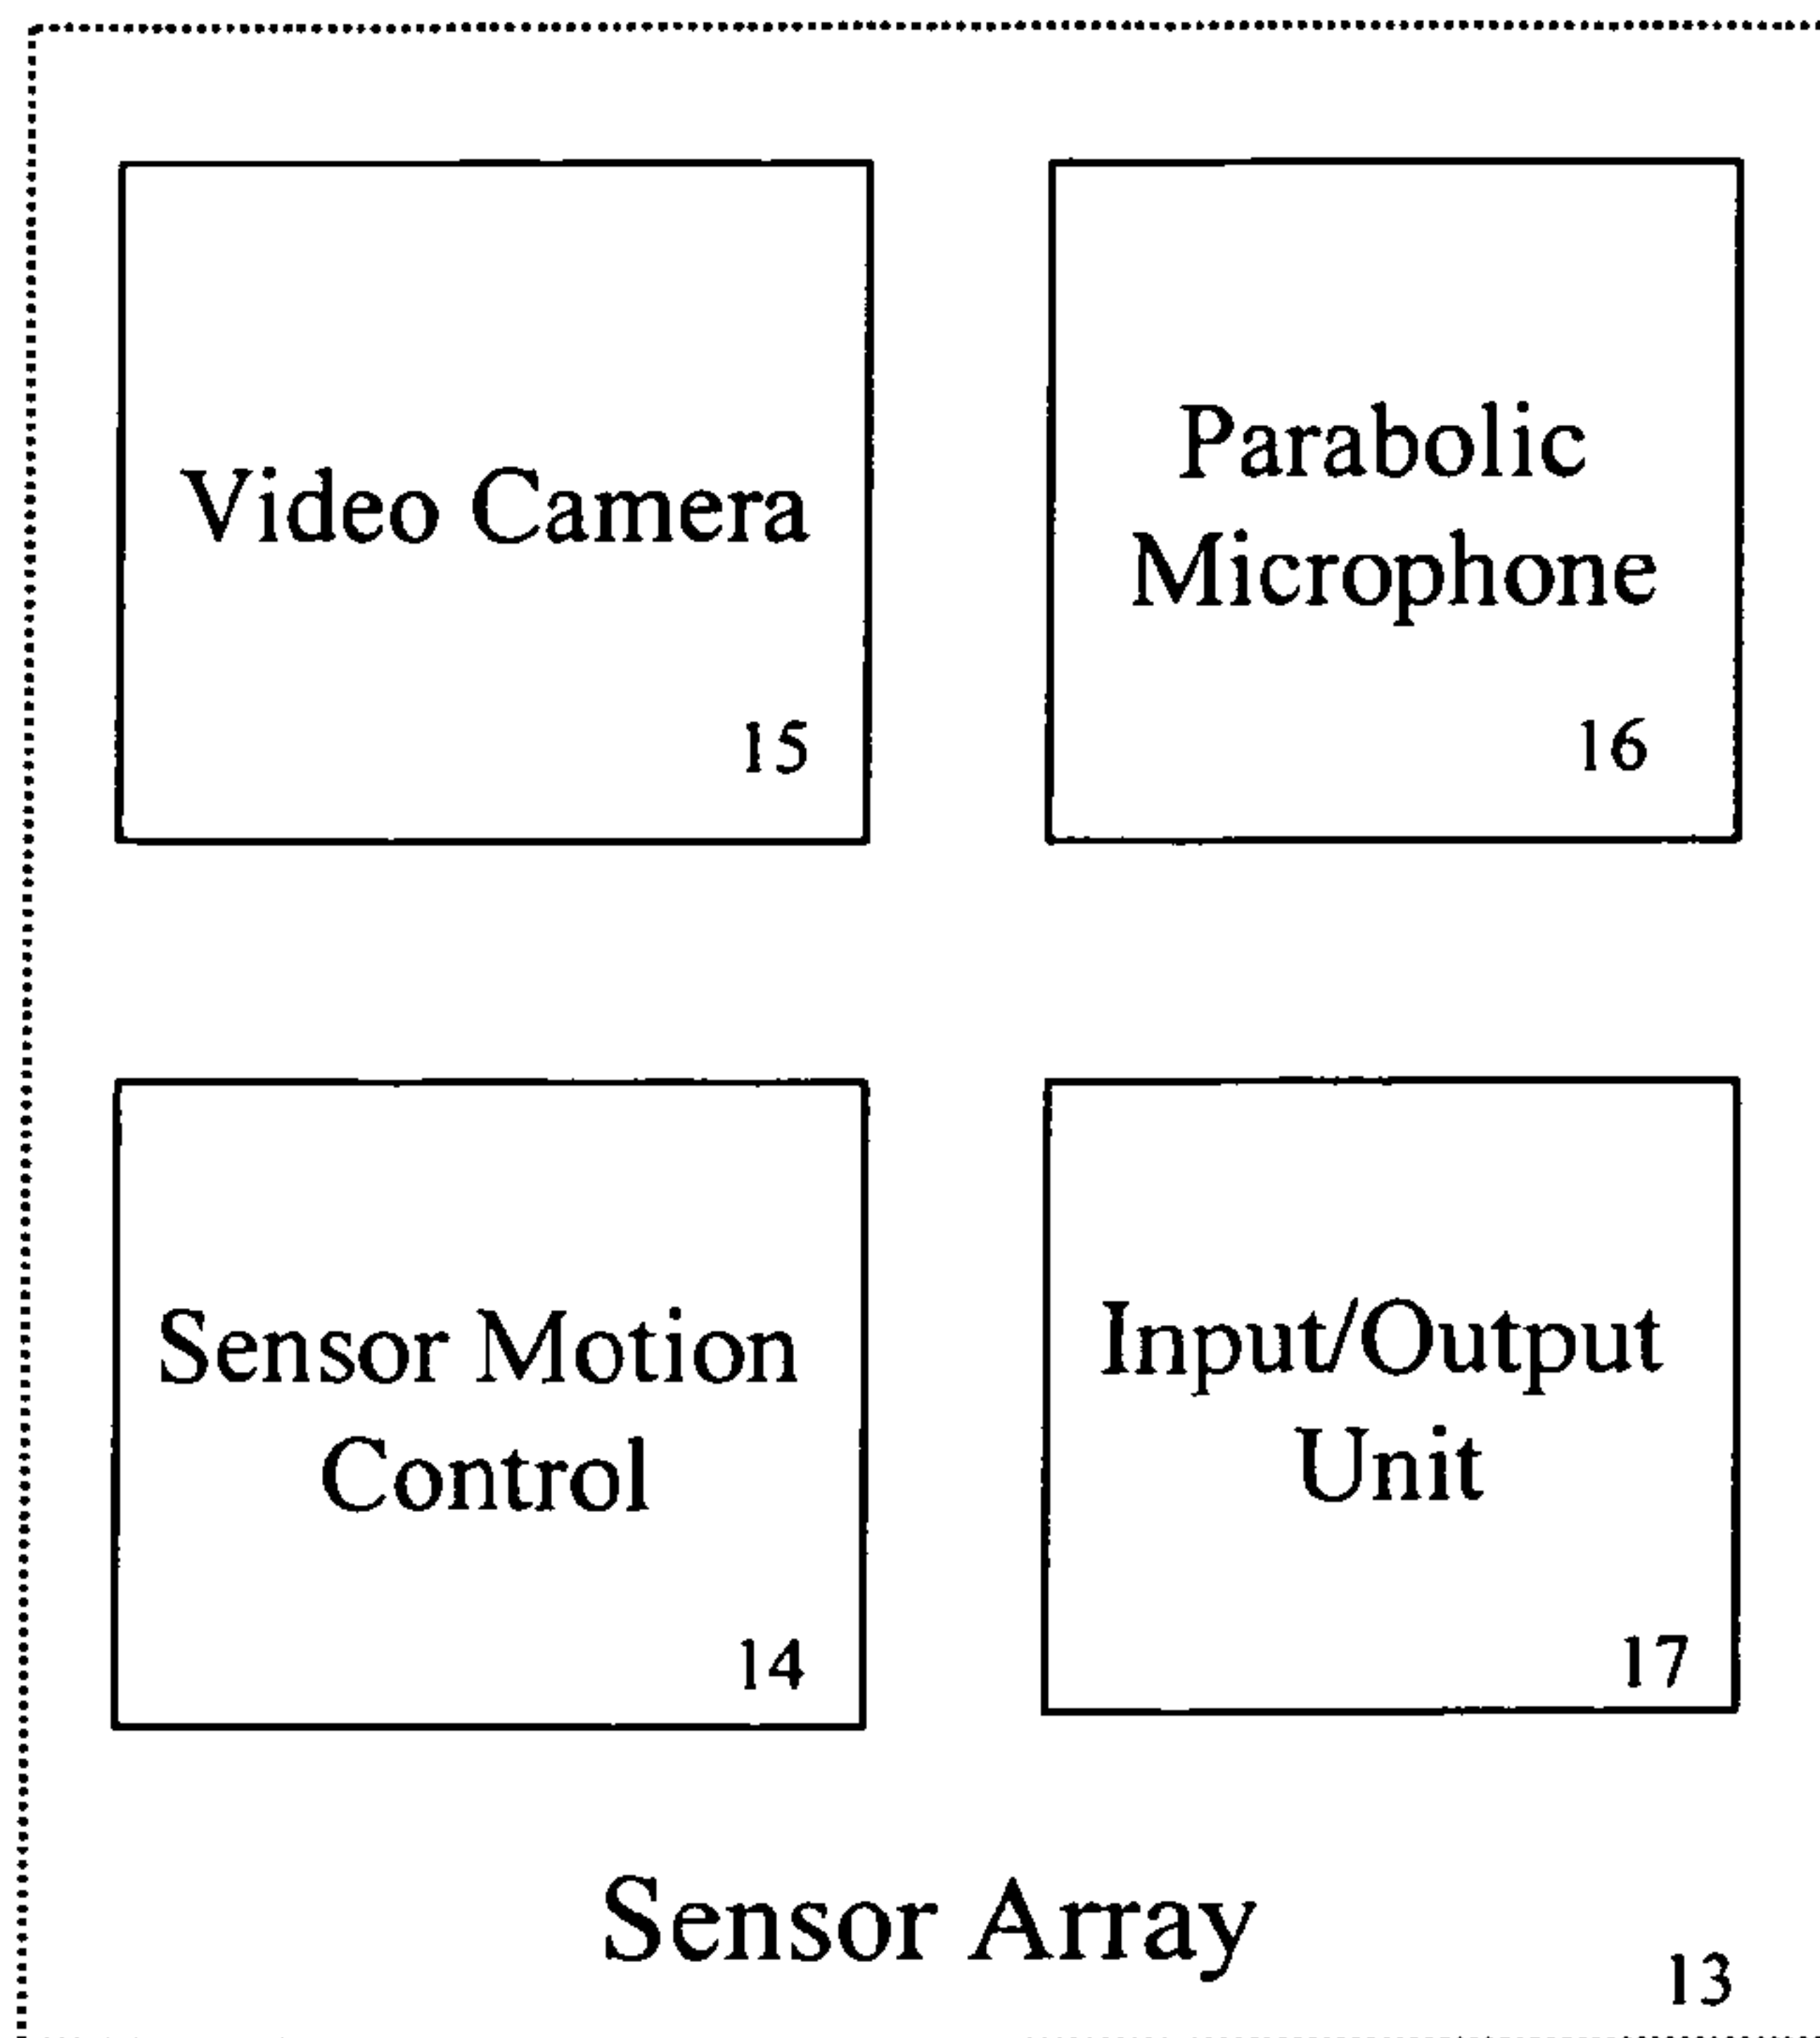 Video Camera
15
Parabolic
Microphone
16
Sensor Motion
Control
14
Input/Output
Unit
17
Sensor Array
13